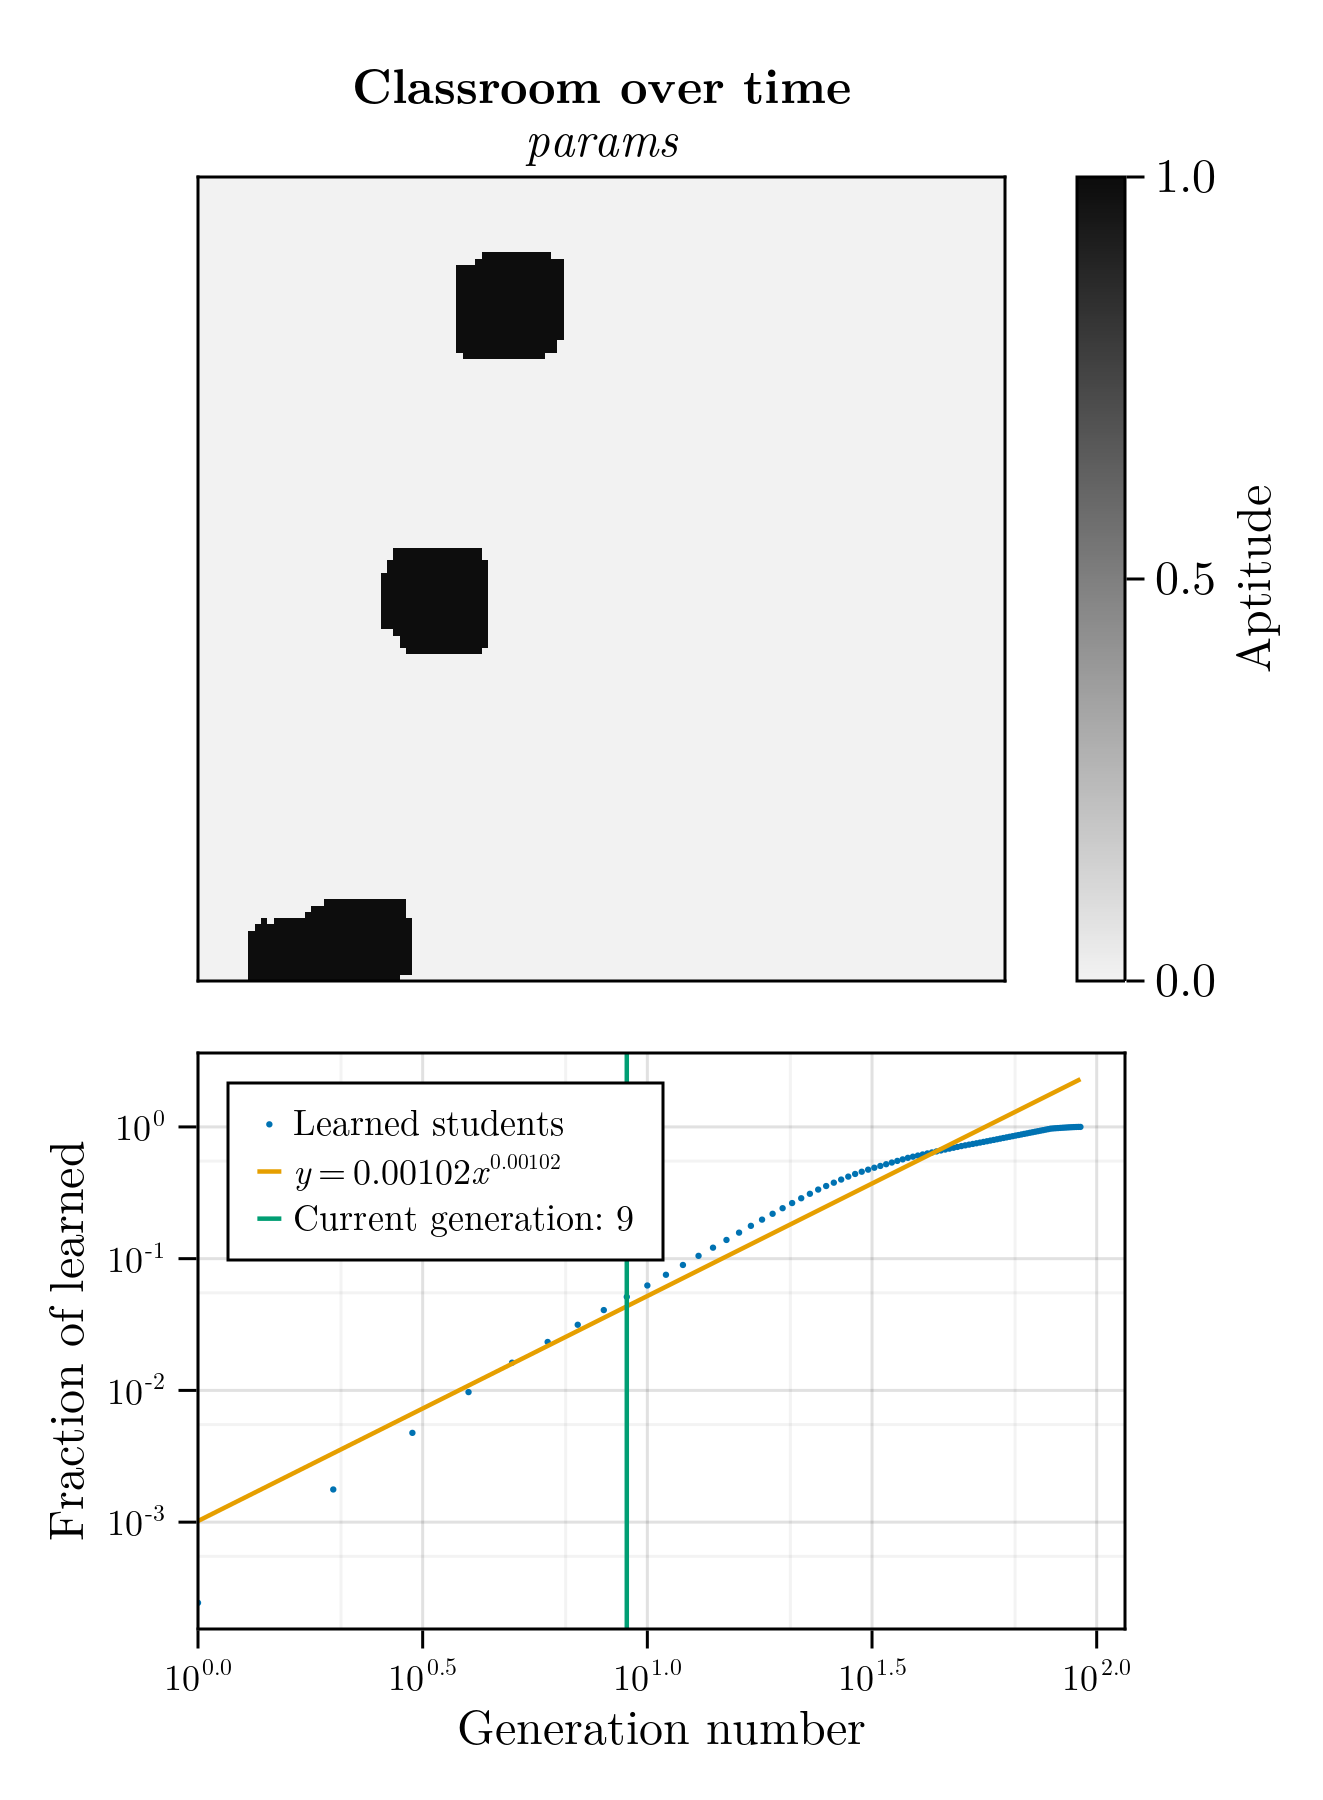 Classroom over time
params
1.0
0.5
0.0
Aptitude
Learned students
y = 0.00102x^0.00102
Current generation: 9
10^0
10^-1
10^-2
10^-3
Fraction of learned
10^0.0 10^0.5 10^1.0 10^1.5 10^2.0
Generation number